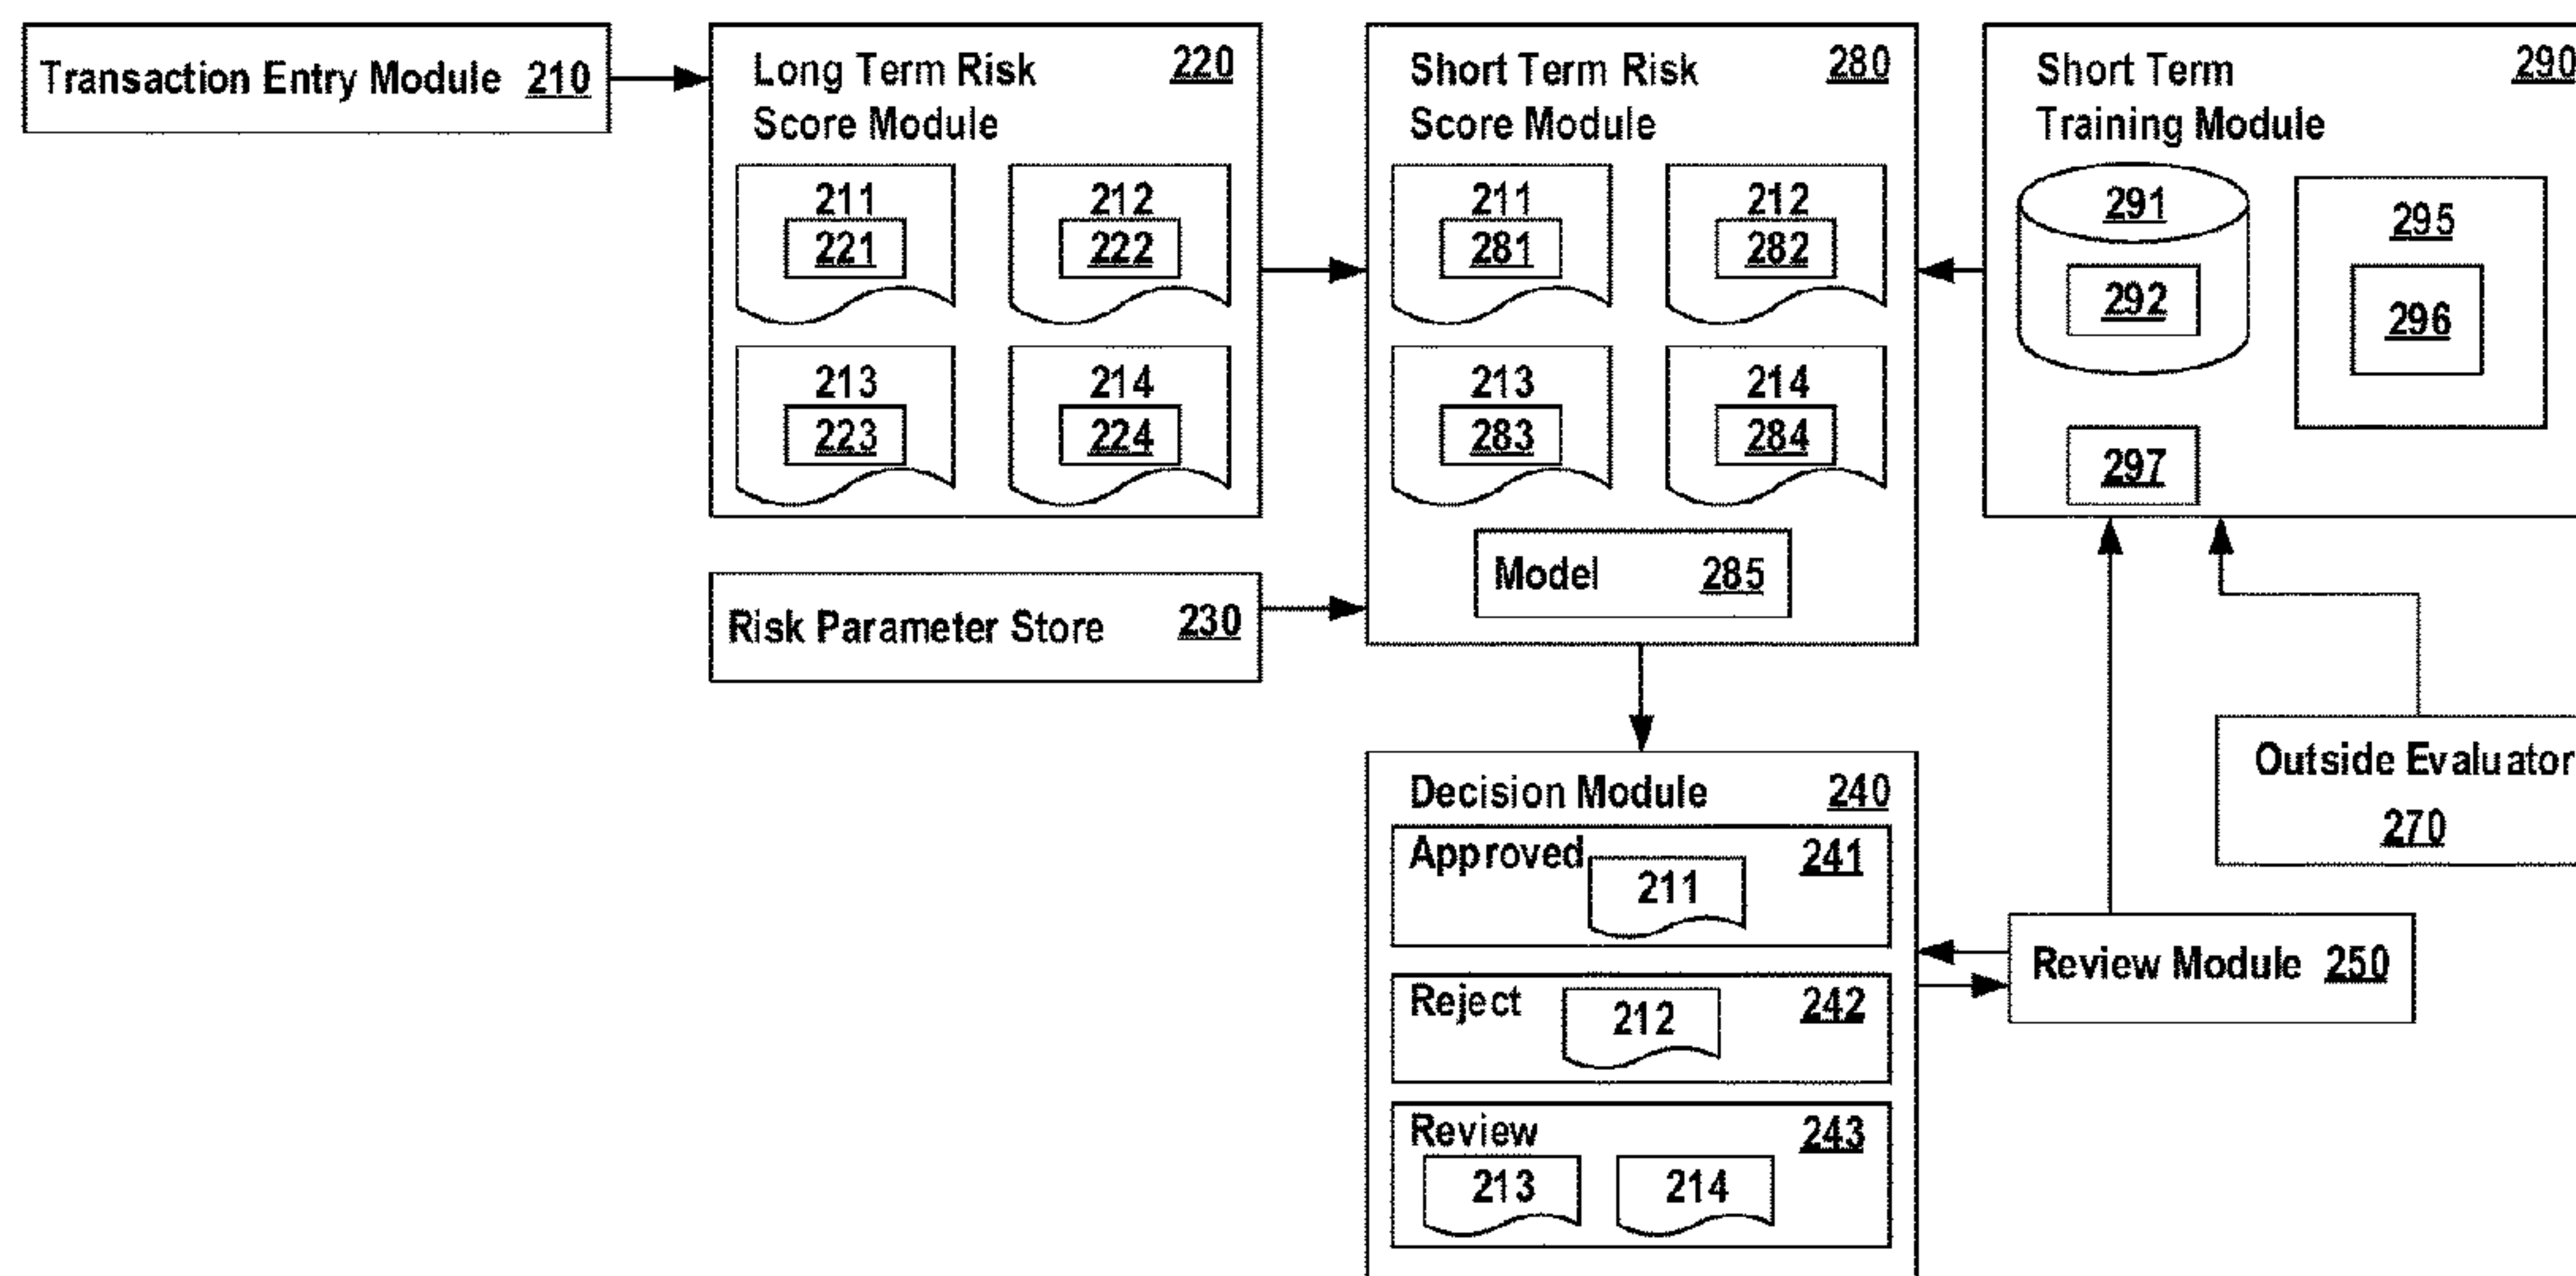 Transaction Entry Module 210
Long Term Risk 220
Score Module
211
221
212
222
213
223
214
224
Risk Parameter Store 230
Short Term Risk 280
Score Module
211
281
212
282
213
283
214
284
Model 285
Short Term 290
Training Module
291
292
295
296
297
Outside Evaluator
270
Decision Module 240
Approved 241
211
Reject 242
212
Review 243
213
214
Review Module 250